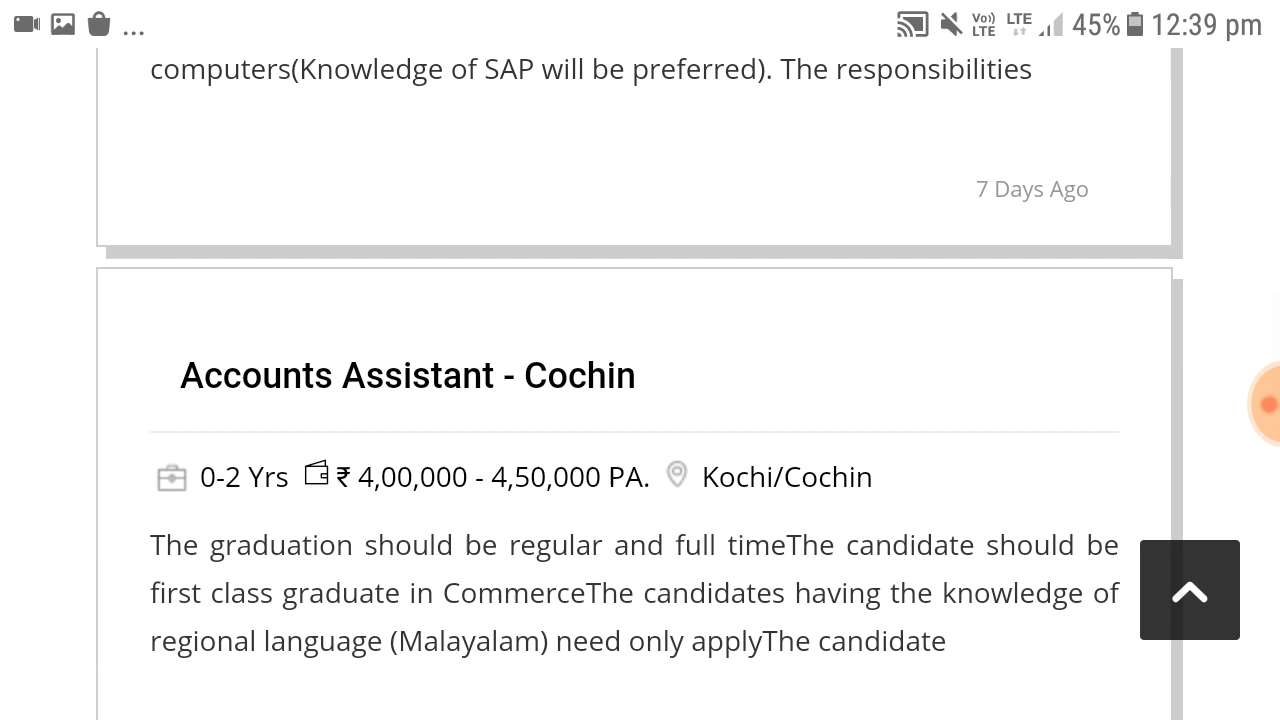 ... Vo)) LTE LTE 45% 12:39 pm
computers(Knowledge of SAP will be preferred). The responsibilities
7 Days Ago
Accounts Assistant - Cochin
0-2 Yrs ₹ 4,00,000 - 4,50,000 PA. Kochi/Cochin
The graduation should be regular and full timeThe candidate should be
first class graduate in CommerceThe candidates having the knowledge of
regional language (Malayalam) need only applyThe candidate